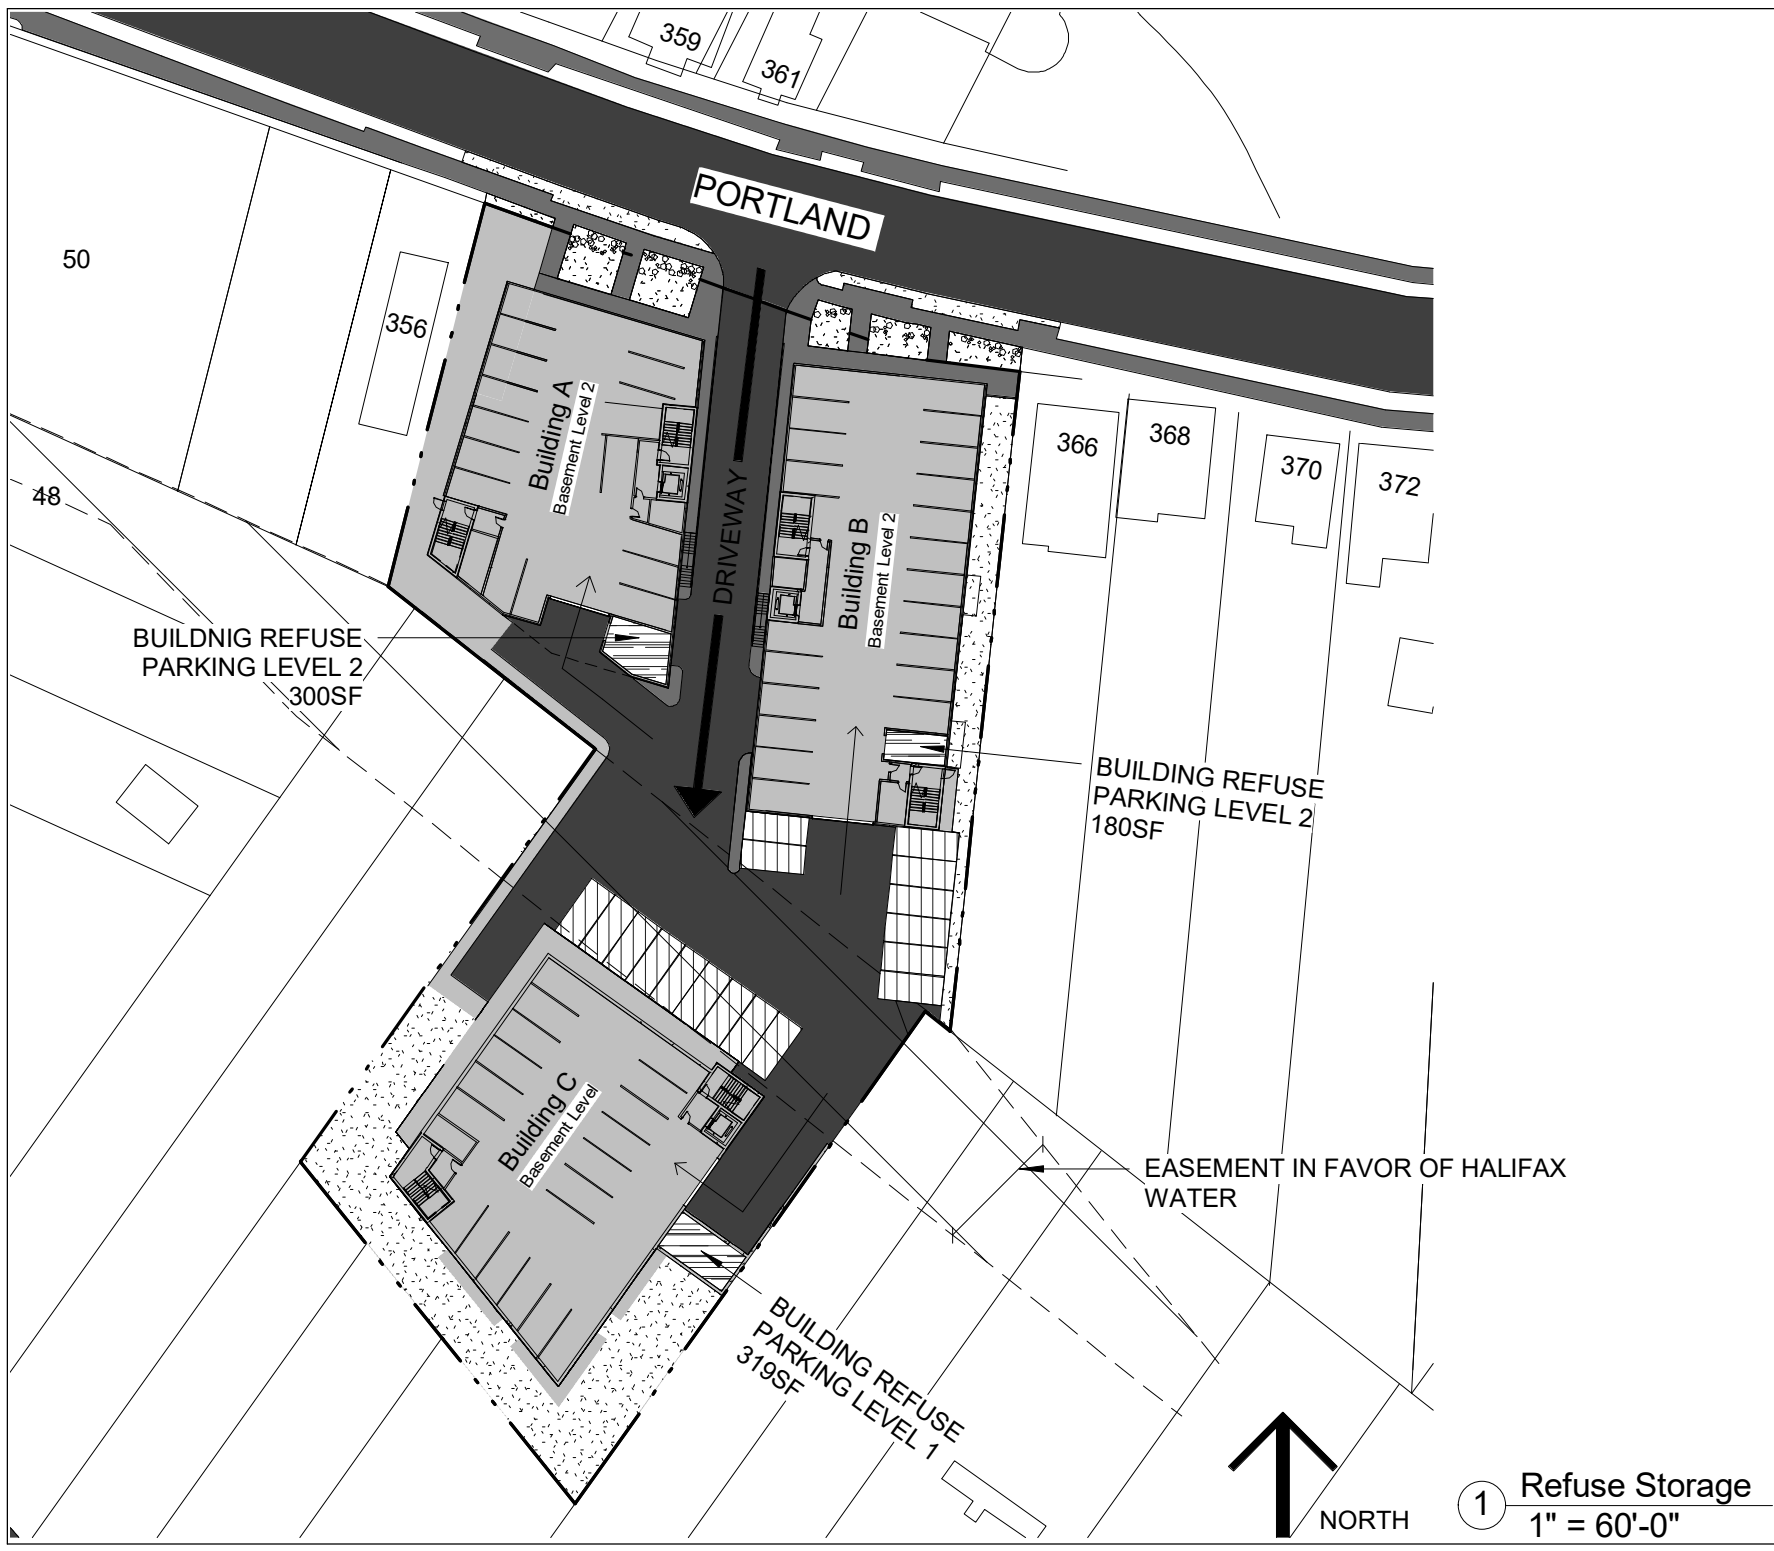 359
361
PORTLAND
50
356
48
Building A
Basement Level 2
DRIVEWAY
Building B
Basement Level 2
366
368
370
372
BUILDNIG REFUSE
PARKING LEVEL 2
300SF
BUILDING REFUSE
PARKING LEVEL 2
180SF
Building C
Basement Level
EASEMENT IN FAVOR OF HALIFAX
WATER
BUILDING REFUSE
PARKING LEVEL 1
319SF
NORTH
1
Refuse Storage
1" = 60'-0"